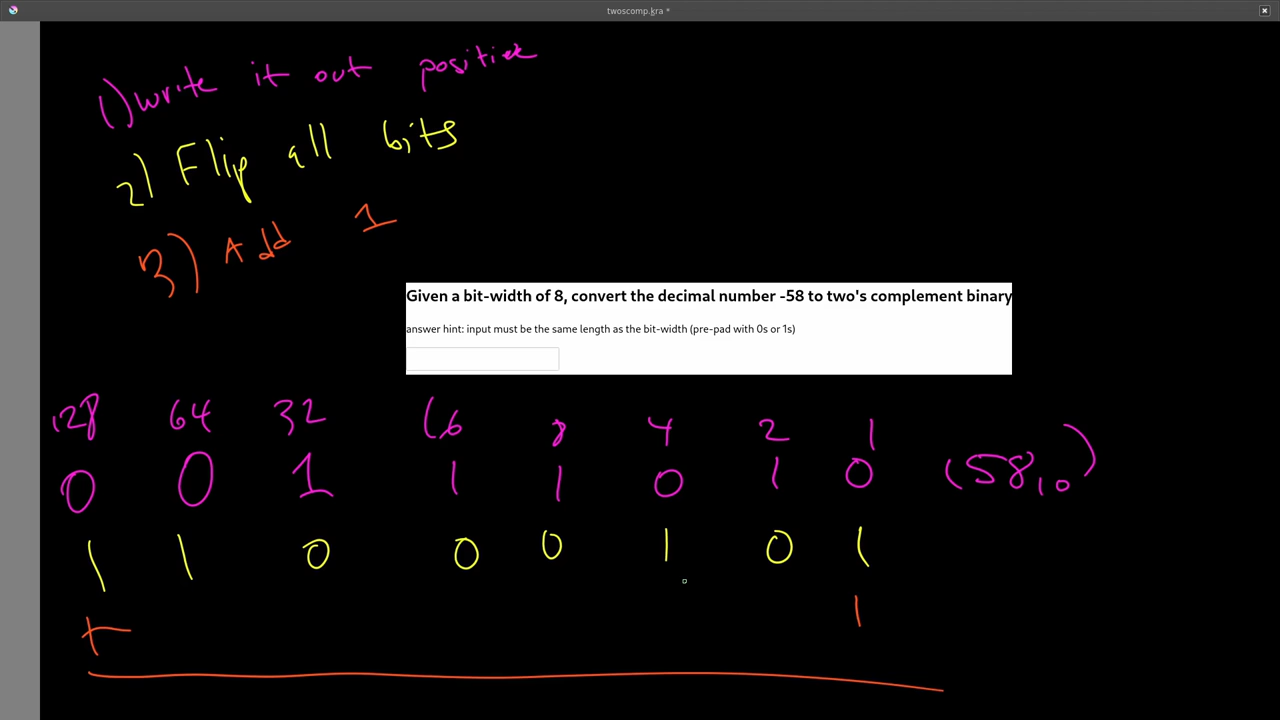 twoscomp.kra *
1) write it out positive
2) Flip all bits
3) Add 1
Given a bit-width of 8, convert the decimal number -58 to two's complement binary
answer hint: input must be the same length as the bit-width (pre-pad with 0s or 1s)
128 64 32 16 8 4 2 1
0 0 1 1 1 0 1 0 (58₁₀)
1 1 0 0 0 1 0 1
+ 1